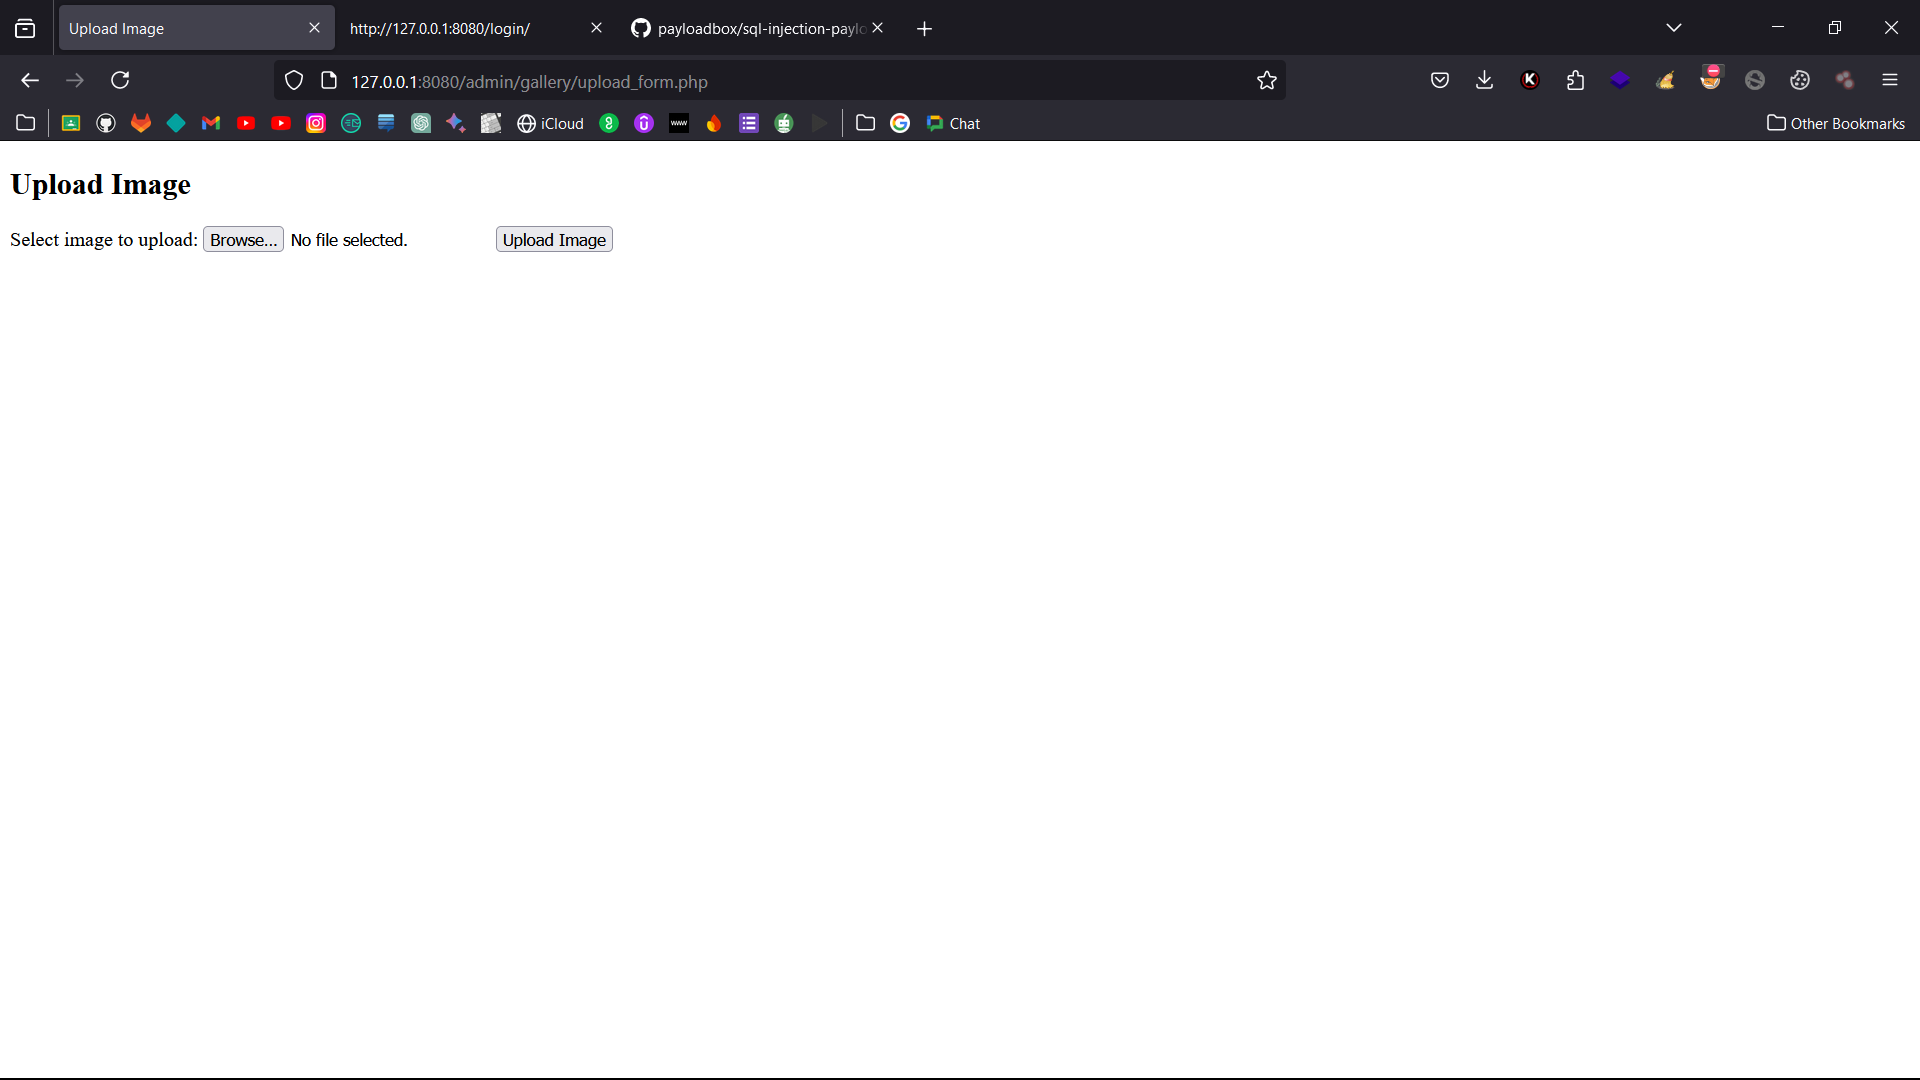 Upload Image
http://127.0.0.1:8080/login/
payloadbox/sql-injection-paylo
127.0.0.1:8080/admin/gallery/upload_form.php
iCloud
Chat
Other Bookmarks
Upload Image
Select image to upload: Browse... No file selected. Upload Image